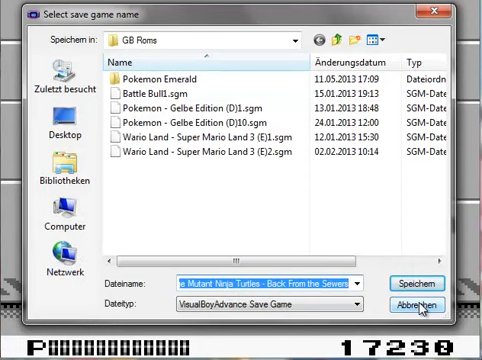 Select save game name
Speichern in: GB Roms
Name Änderungsdatum Typ
Zuletzt besucht
Desktop
Bibliotheken
Computer
Netzwerk
Pokemon Emerald 11.05.2013 17:09 Dateiordn
Battle Bull1.sgm 15.01.2013 19:13 SGM-Date
Pokemon - Gelbe Edition (D)1.sgm 13.01.2013 18:48 SGM-Date
Pokemon - Gelbe Edition (D)10.sgm 24.01.2013 12:00 SGM-Date
Wario Land - Super Mario Land 3 (E)1.sgm 12.01.2013 15:30 SGM-Date
Wario Land - Super Mario Land 3 (E)2.sgm 02.02.2013 10:14 SGM-Date
Dateiname: e Mutant Ninja Turtles - Back From the Sewers Speichern
Dateityp: VisualBoyAdvance Save Game Abbrechen
P 17230